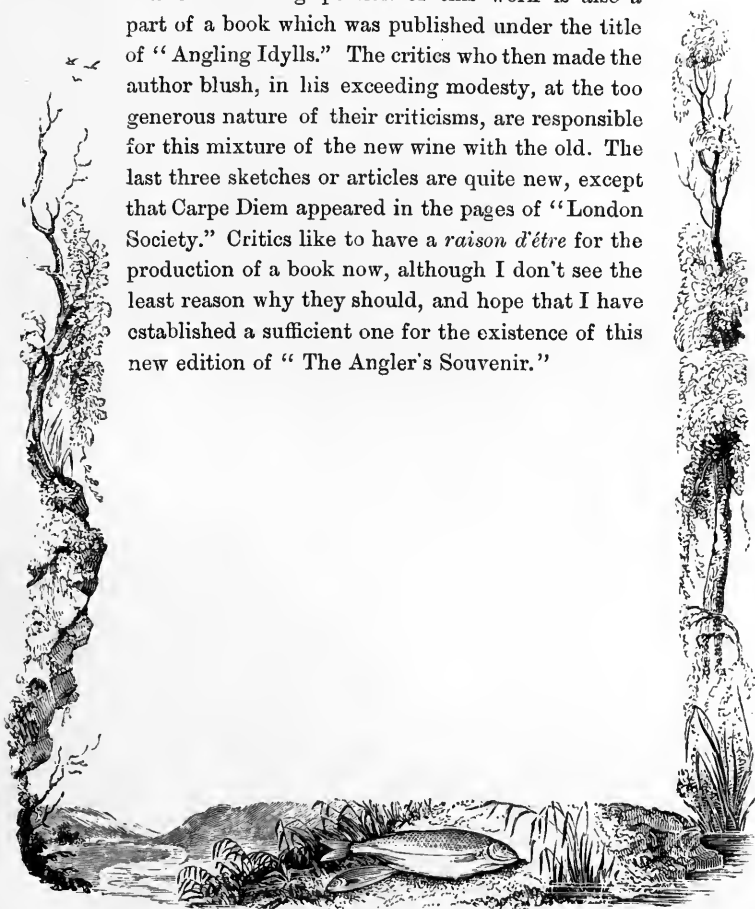 part of a book which was published under the title
of “Angling Idylls.” The critics who then made the
author blush, in his exceeding modesty, at the too
generous nature of their criticisms, are responsible
for this mixture of the new wine with the old. The
last three sketches or articles are quite new, except
that Carpe Diem appeared in the pages of “London
Society.” Critics like to have a raison d'étre for the
production of a book now, although I don't see the
least reason why they should, and hope that I have
established a sufficient one for the existence of this
new edition of “ The Angler's Souvenir.”